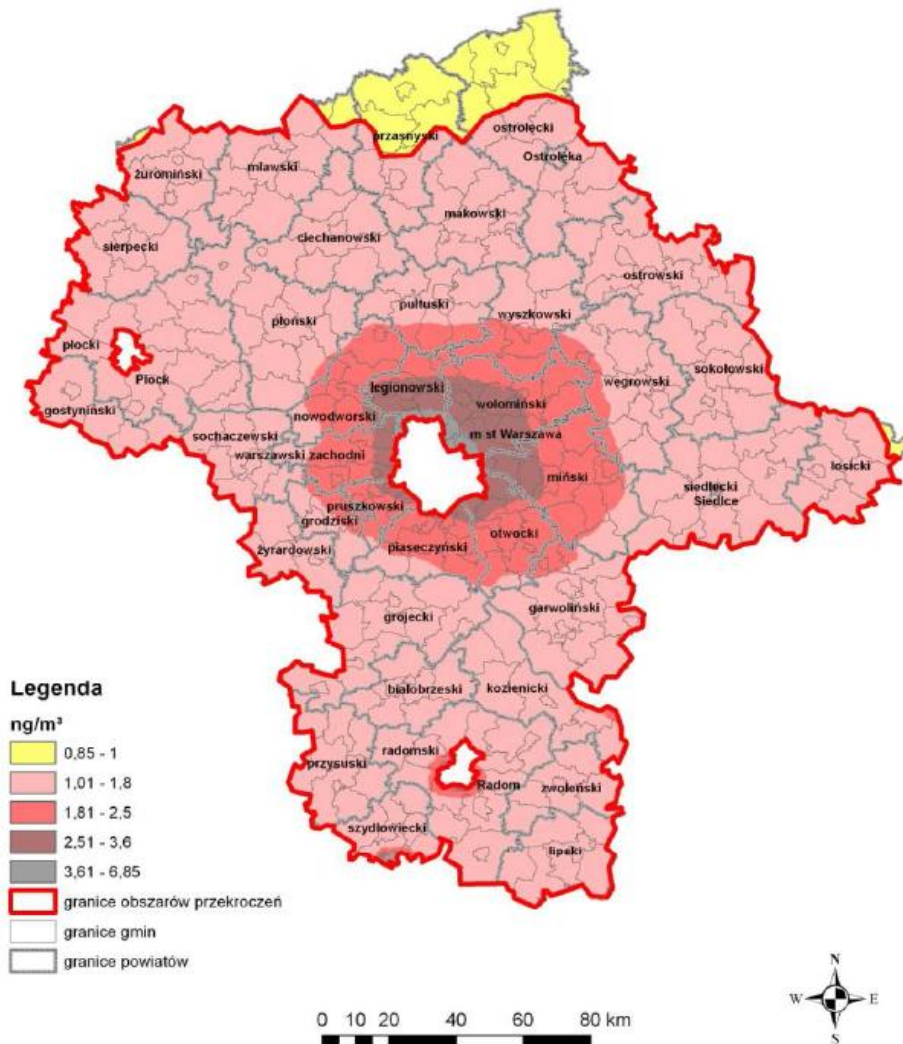 przasnyski
ostrołęcki
Ostrołęka
żuromiński
mławski
makowski
ciechanowski
sierpecki
ostrowski
pułtuski
wyszkowski
płoński
płocki
Płock
sokołowski
węgrowski
legionowski
wołomiński
gostyniński
nowodworski
sochaczewski
m st Warszawa
warszawski zachodni
łosicki
miński
siedlecki
Siedlce
pruszkowski
grodziski
otwocki
piaseczyński
żyrardowski
garwoliński
grojecki
białobrzeski
kozienicki
radomski
przysuski
Radom
zwoleński
szydłowiecki
lipski
Legenda
ng/m³
0,85 - 1
1,01 - 1,8
1,81 - 2,5
2,51 - 3,6
3,61 - 6,85
granice obszarów przekroczeń
granice gmin
granice powiatów
N
W E
S
0 10 20 40 60 80 km